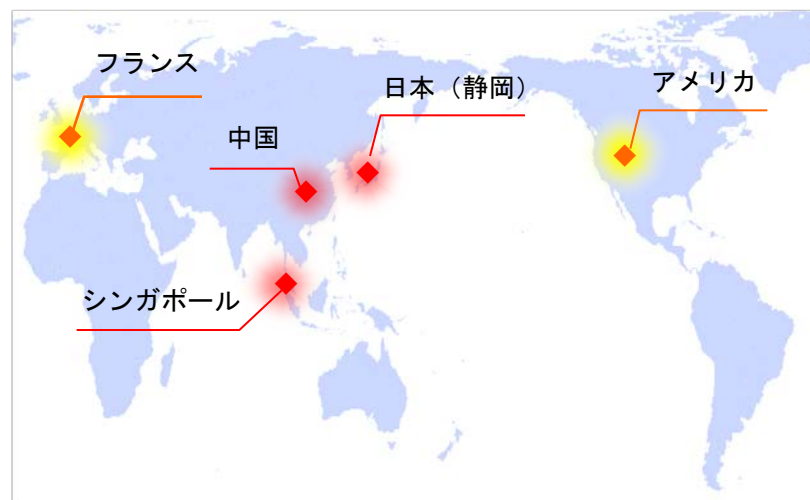 フランス
日本（静岡）
アメリカ
中国
シンガポール